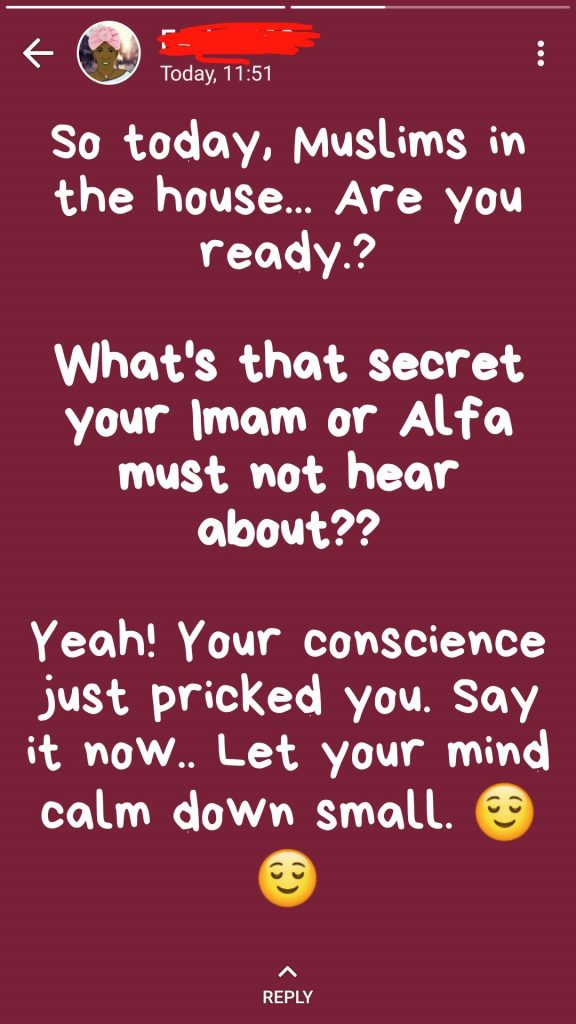 Today, 11:51
So today, Muslims in
the house... Are you
ready.?
What's that secret
your Imam or Alfa
must not hear
about??
Yeah! Your conscience
just pricked you. Say
it now.. Let your mind
calm down small. 😌
😌
REPLY